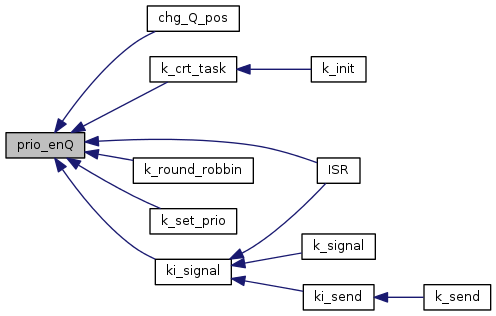 chg_Q_pos
k_crt_task
k_init
prio_enQ
k_round_robbin
ISR
k_set_prio
k_signal
ki_signal
ki_send
k_send